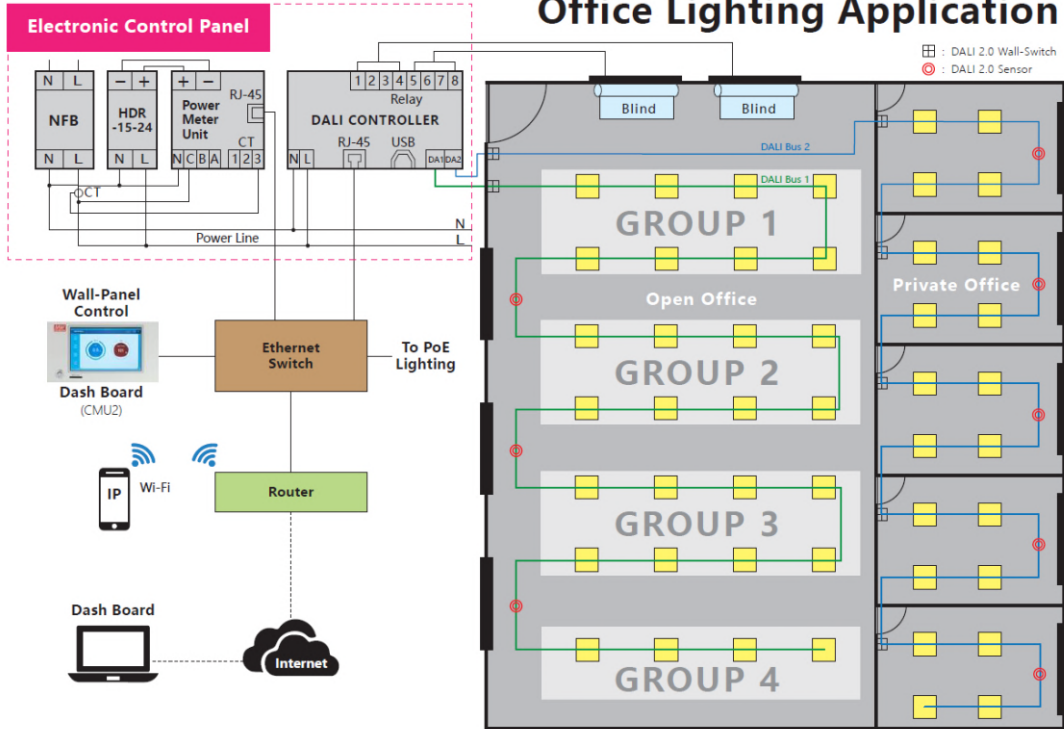 Office Lighting Application
Electronic Control Panel
: DALI 2.0 Wall-Switch
: DALI 2.0 Sensor
N L
NFB
N L
− +
HDR
-15-24
N L
+ −
Power
Meter
Unit
RJ-45
CT
N C B A 1 2 3
1 2 3 4 5 6 7 8
Relay
DALI CONTROLLER
N L
RJ-45
USB
DA1 DA2
CT
N
Power Line
L
Blind
Blind
DALI Bus 2
DALI Bus 1
GROUP 1
Open Office
Private Office
GROUP 2
GROUP 3
GROUP 4
Wall-Panel
Control
Dash Board
(CMU2)
Ethernet
Switch
To PoE
Lighting
IP
Wi-Fi
Router
Dash Board
Internet